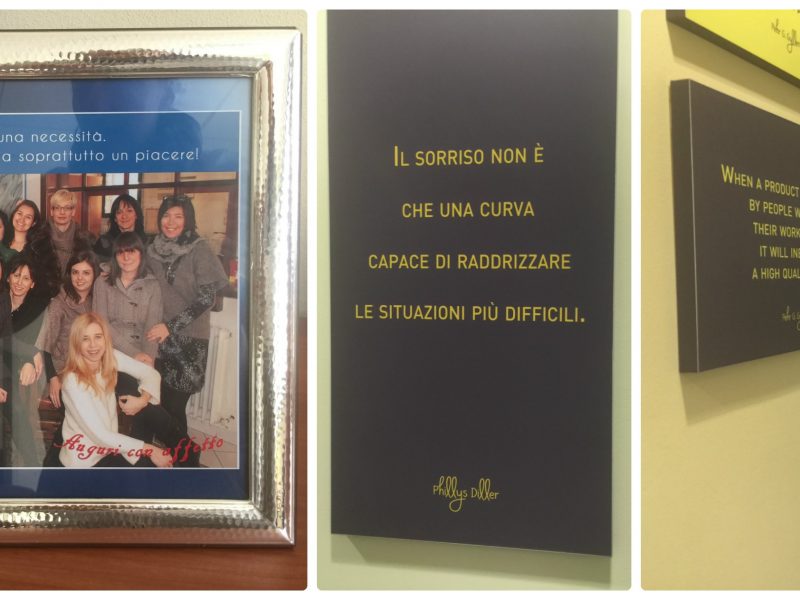 una necessità.
a soprattutto un piacere!
Auguri con affetto
IL SORRISO NON È
CHE UNA CURVA
CAPACE DI RADDRIZZARE
LE SITUAZIONI PIÙ DIFFICILI.
Phillys Diller
WHEN A PRODUCT
BY PEOPLE W
THEIR WORK
IT WILL INE
A HIGH QUAL